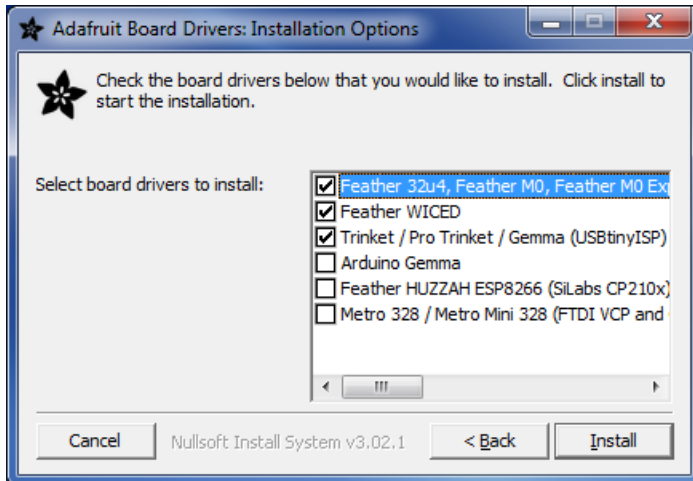 Adafruit Board Drivers: Installation Options
Check the board drivers below that you would like to install. Click install to
start the installation.
Select board drivers to install:
Feather 32u4, Feather M0, Feather M0
Feather WICED
Trinket / Pro Trinket / Gemma (USBtinyISP)
Arduino Gemma
Feather HUZZAH ESP8266 (SiLabs CP210x)
Metro 328 / Metro Mini 328 (FTDI VCP and
Cancel
Nullsoft Install System v3.02.1
< Back
Install